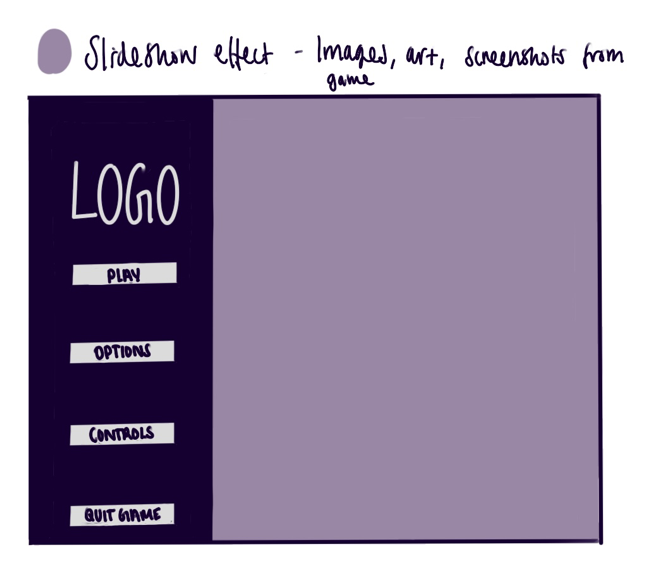 Slideshow effect - Images, art, screenshots from
game
LOGO
PLAY
OPTIONS
CONTROLS
QUIT GAME